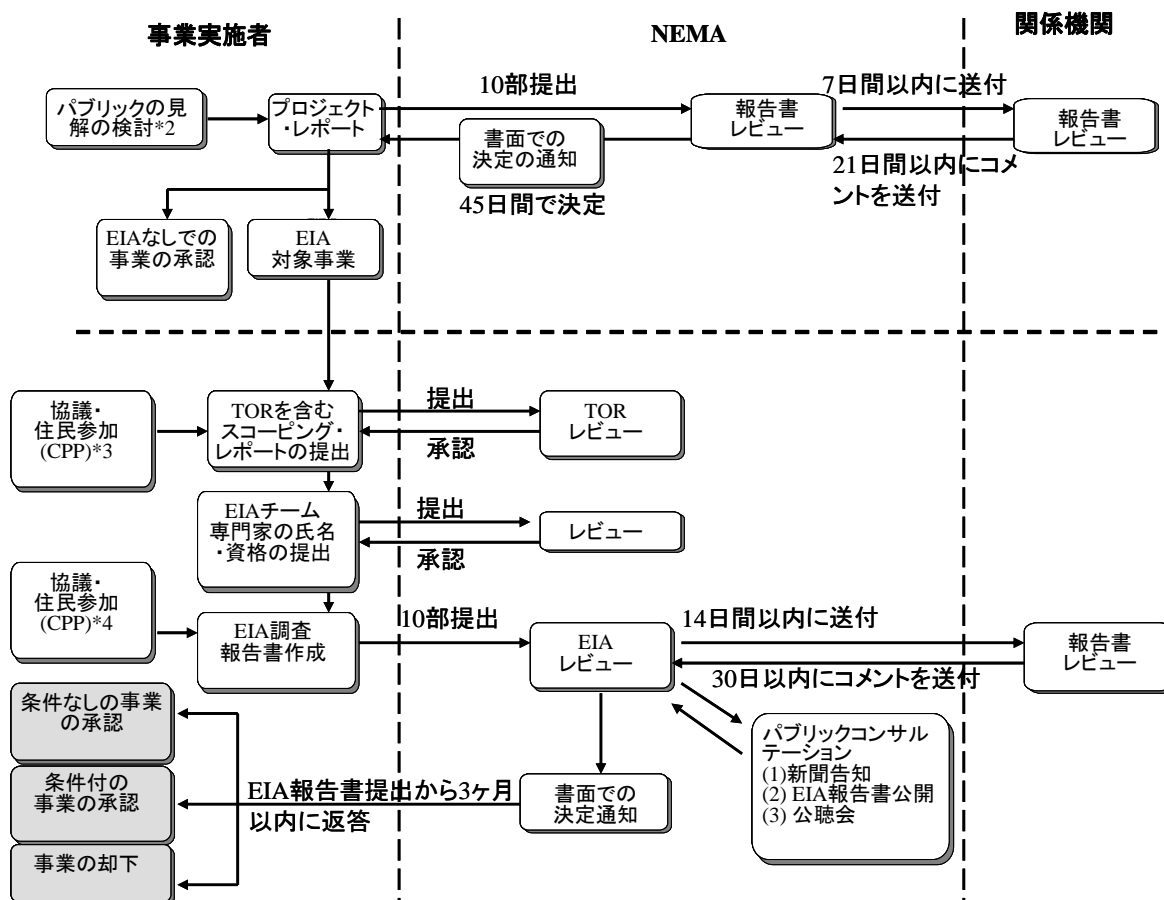 事業実施者
NEMA
関係機関
パブリックの見
解の検討*2
プロジェクト
・レポート
10部提出
報告書
レビュー
7日間以内に送付
報告書
レビュー
書面での
決定の通知
45日間で決定
21日間以内にコメ
ントを送付
EIAなしでの
事業の承認
EIA
対象事業
協議・
住民参加
(CPP)*3
TORを含む
スコーピング・
レポートの提出
提出
承認
TOR
レビュー
EIAチーム
専門家の氏名
・資格の提出
提出
承認
レビュー
協議・
住民参加
(CPP)*4
EIA調査
報告書作成
10部提出
EIA
レビュー
14日間以内に送付
30日以内にコメントを送付
報告書
レビュー
条件なしの事業
の承認
条件付の
事業の承認
事業の却下
EIA報告書提出から3ヶ月
以内に返答
書面での
決定通知
パブリックコンサル
テーション
(1)新聞告知
(2) EIA報告書公開
(3) 公聴会